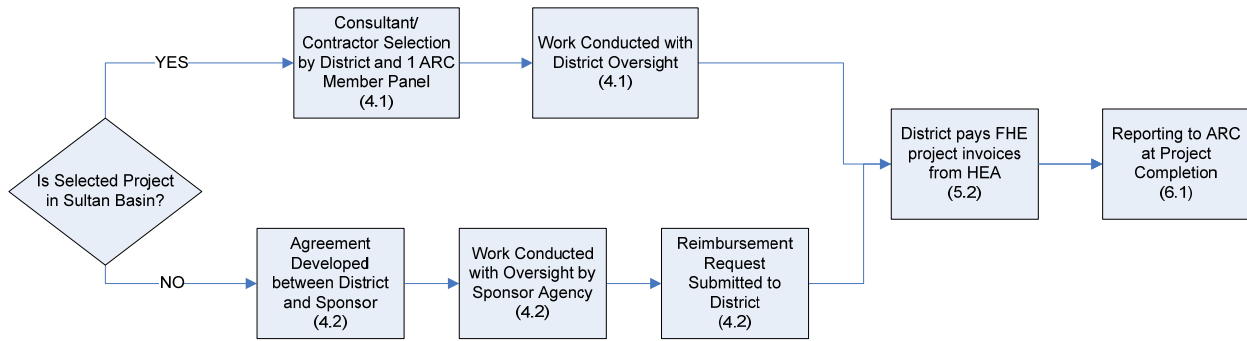 Is Selected Project
in Sultan Basin?
YES
Consultant/
Contractor Selection
by District and 1 ARC
Member Panel
(4.1)
Work Conducted with
District Oversight
(4.1)
NO
Agreement
Developed
between District
and Sponsor
(4.2)
Work Conducted
with Oversight by
Sponsor Agency
(4.2)
Reimbursement
Request
Submitted to
District
(4.2)
District pays FHE
project invoices
from HEA
(5.2)
Reporting to ARC
at Project
Completion
(6.1)